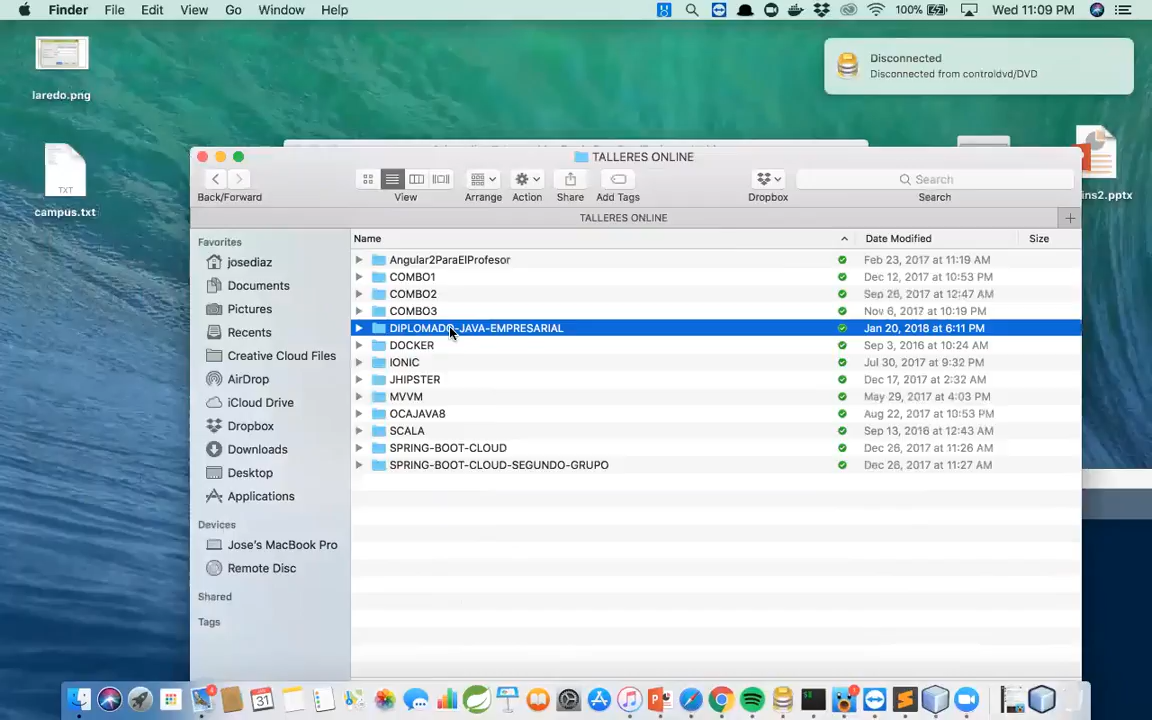 Finder File Edit View Go Window Help 100% Wed 11:09 PM
Disconnected
Disconnected from controldvd/DVD
laredo.png
campus.txt
TXT
ins2.pptx
TALLERES ONLINE
Back/Forward View Arrange Action Share Add Tags Dropbox Search
Search
TALLERES ONLINE
Name Date Modified Size
Favorites
josediaz
Documents
Pictures
Recents
Creative Cloud Files
AirDrop
iCloud Drive
Dropbox
Downloads
Desktop
Applications
Devices
Jose's MacBook Pro
Remote Disc
Shared
Tags
Angular2ParaElProfesor Feb 23, 2017 at 11:19 AM
COMBO1 Dec 12, 2017 at 10:53 PM
COMBO2 Sep 26, 2017 at 12:47 AM
COMBO3 Nov 6, 2017 at 10:19 PM
DIPLOMADO-JAVA-EMPRESARIAL Jan 20, 2018 at 6:11 PM
DOCKER Sep 3, 2016 at 10:24 AM
IONIC Jul 30, 2017 at 9:32 PM
JHIPSTER Dec 17, 2017 at 2:32 AM
MVVM May 29, 2017 at 4:03 PM
OCAJAVA8 Aug 22, 2017 at 10:53 PM
SCALA Sep 13, 2016 at 12:43 AM
SPRING-BOOT-CLOUD Dec 26, 2017 at 11:26 AM
SPRING-BOOT-CLOUD-SEGUNDO-GRUPO Dec 26, 2017 at 11:27 AM
31